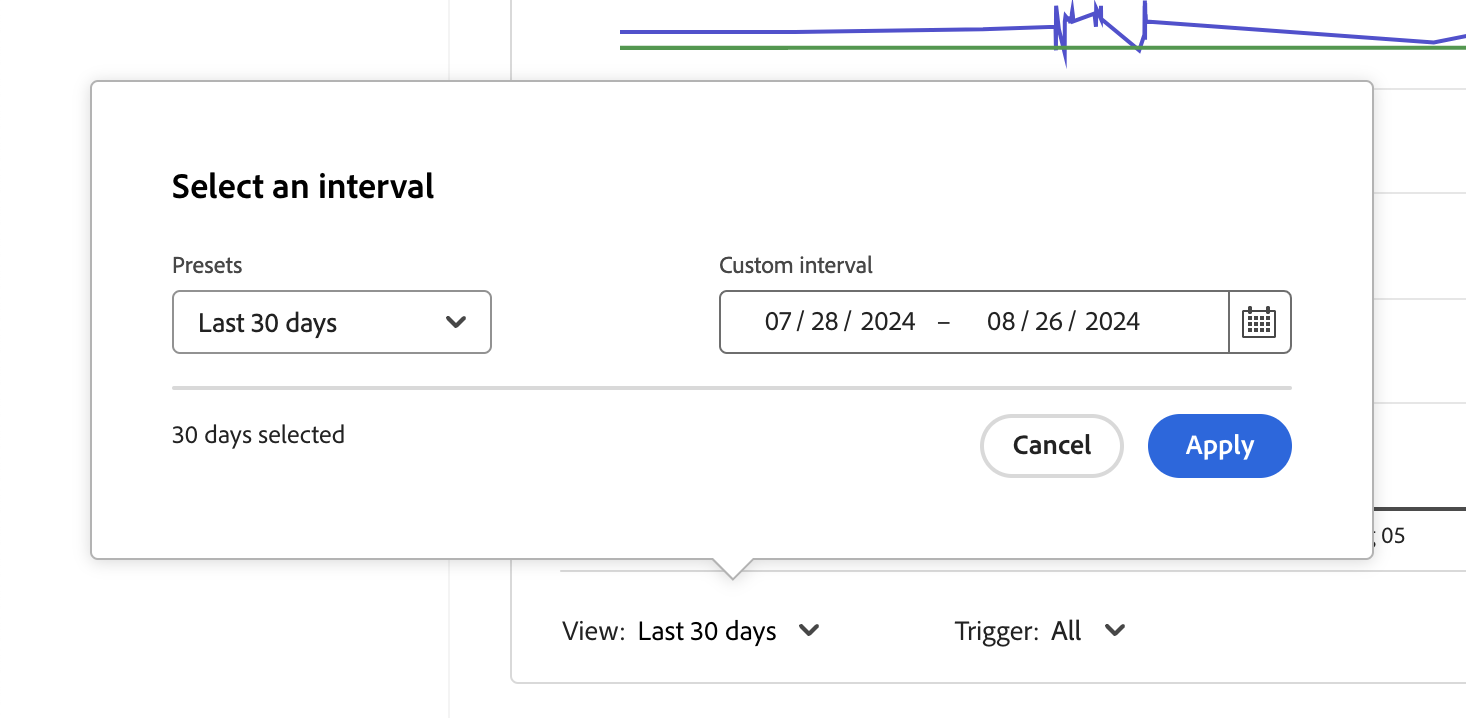 Select an interval
Presets
Custom interval
Last 30 days
07 / 28 / 2024 – 08 / 26 / 2024
30 days selected
Cancel
Apply
05
View: Last 30 days
Trigger: All